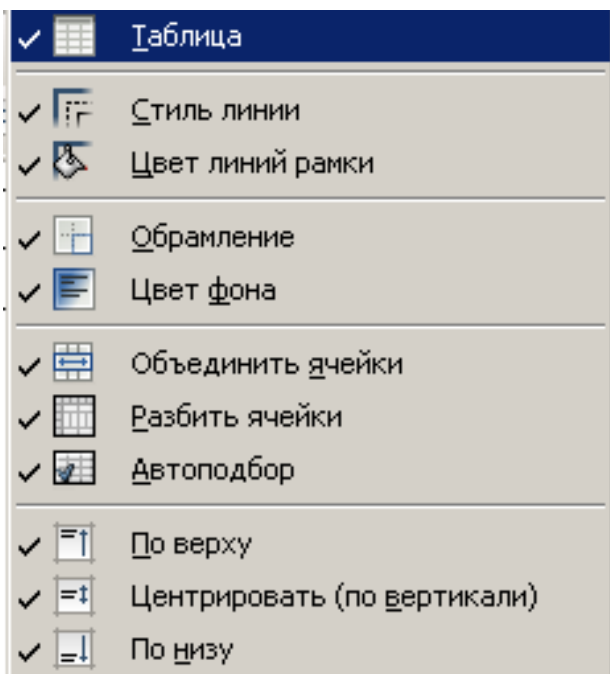 Таблица
Стиль линии
Цвет линий рамки
Обрамление
Цвет фона
Объединить ячейки
Разбить ячейки
Автоподбор
По верху
Центрировать (по вертикали)
По низу